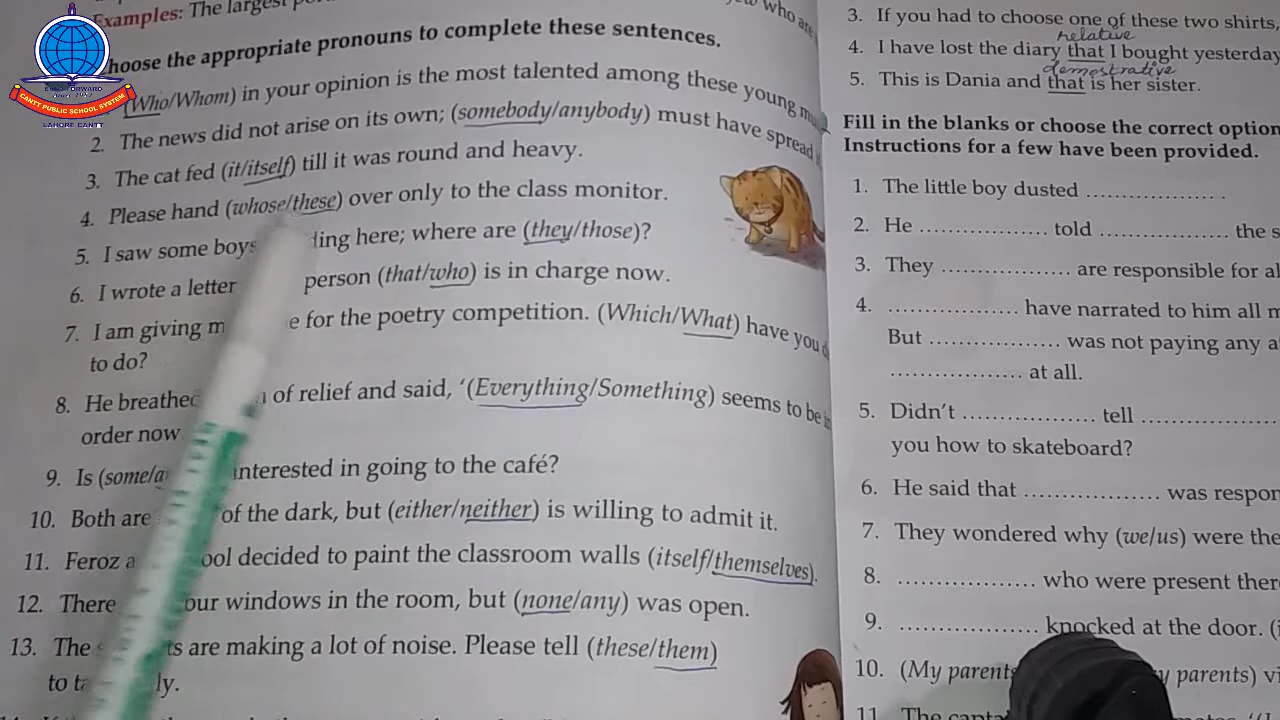 Examples: The largest
hoose the appropriate pronouns to complete these sentences.
(Who/Whom) in your opinion is the most talented among these young
2. The news did not arise on its own; (somebody/anybody) must have spread
3. The cat fed (it/itself) till it was round and heavy.
4. Please hand (whose/these) over only to the class monitor.
5. I saw some boys ding here; where are (they/those)?
6. I wrote a letter person (that/who) is in charge now.
7. I am giving for the poetry competition. (Which/What) have you
to do?
8. He breathed of relief and said, '(Everything/Something) seems to be
order now
9. Is (some/ interested in going to the café?
10. Both are of the dark, but (either/neither) is willing to admit it.
11. Feroz ool decided to paint the classroom walls (itself/themselves).
12. There our windows in the room, but (none/any) was open.
13. The ts are making a lot of noise. Please tell (these/them)
to ly.
who are
3. If you had to choose one of these two shirts,
relative
4. I have lost the diary that I bought yesterday
demostrative
5. This is Dania and that is her sister.
Fill in the blanks or choose the correct option
Instructions for a few have been provided.
1. The little boy dusted .....................
2. He .................... told .................... the s
3. They .................... are responsible for al
4. .................... have narrated to him all m
But .................... was not paying any a
.................... at all.
5. Didn't .................... tell ....................
you how to skateboard?
6. He said that .................... was respon
7. They wondered why (we/us) were the
8. .................... who were present ther
9. .................... knocked at the door. (i
10. (My parents y parents) vi
11. The capta
CANTT PUBLIC SCHOOL SYSTEM
LAHORE CANTT